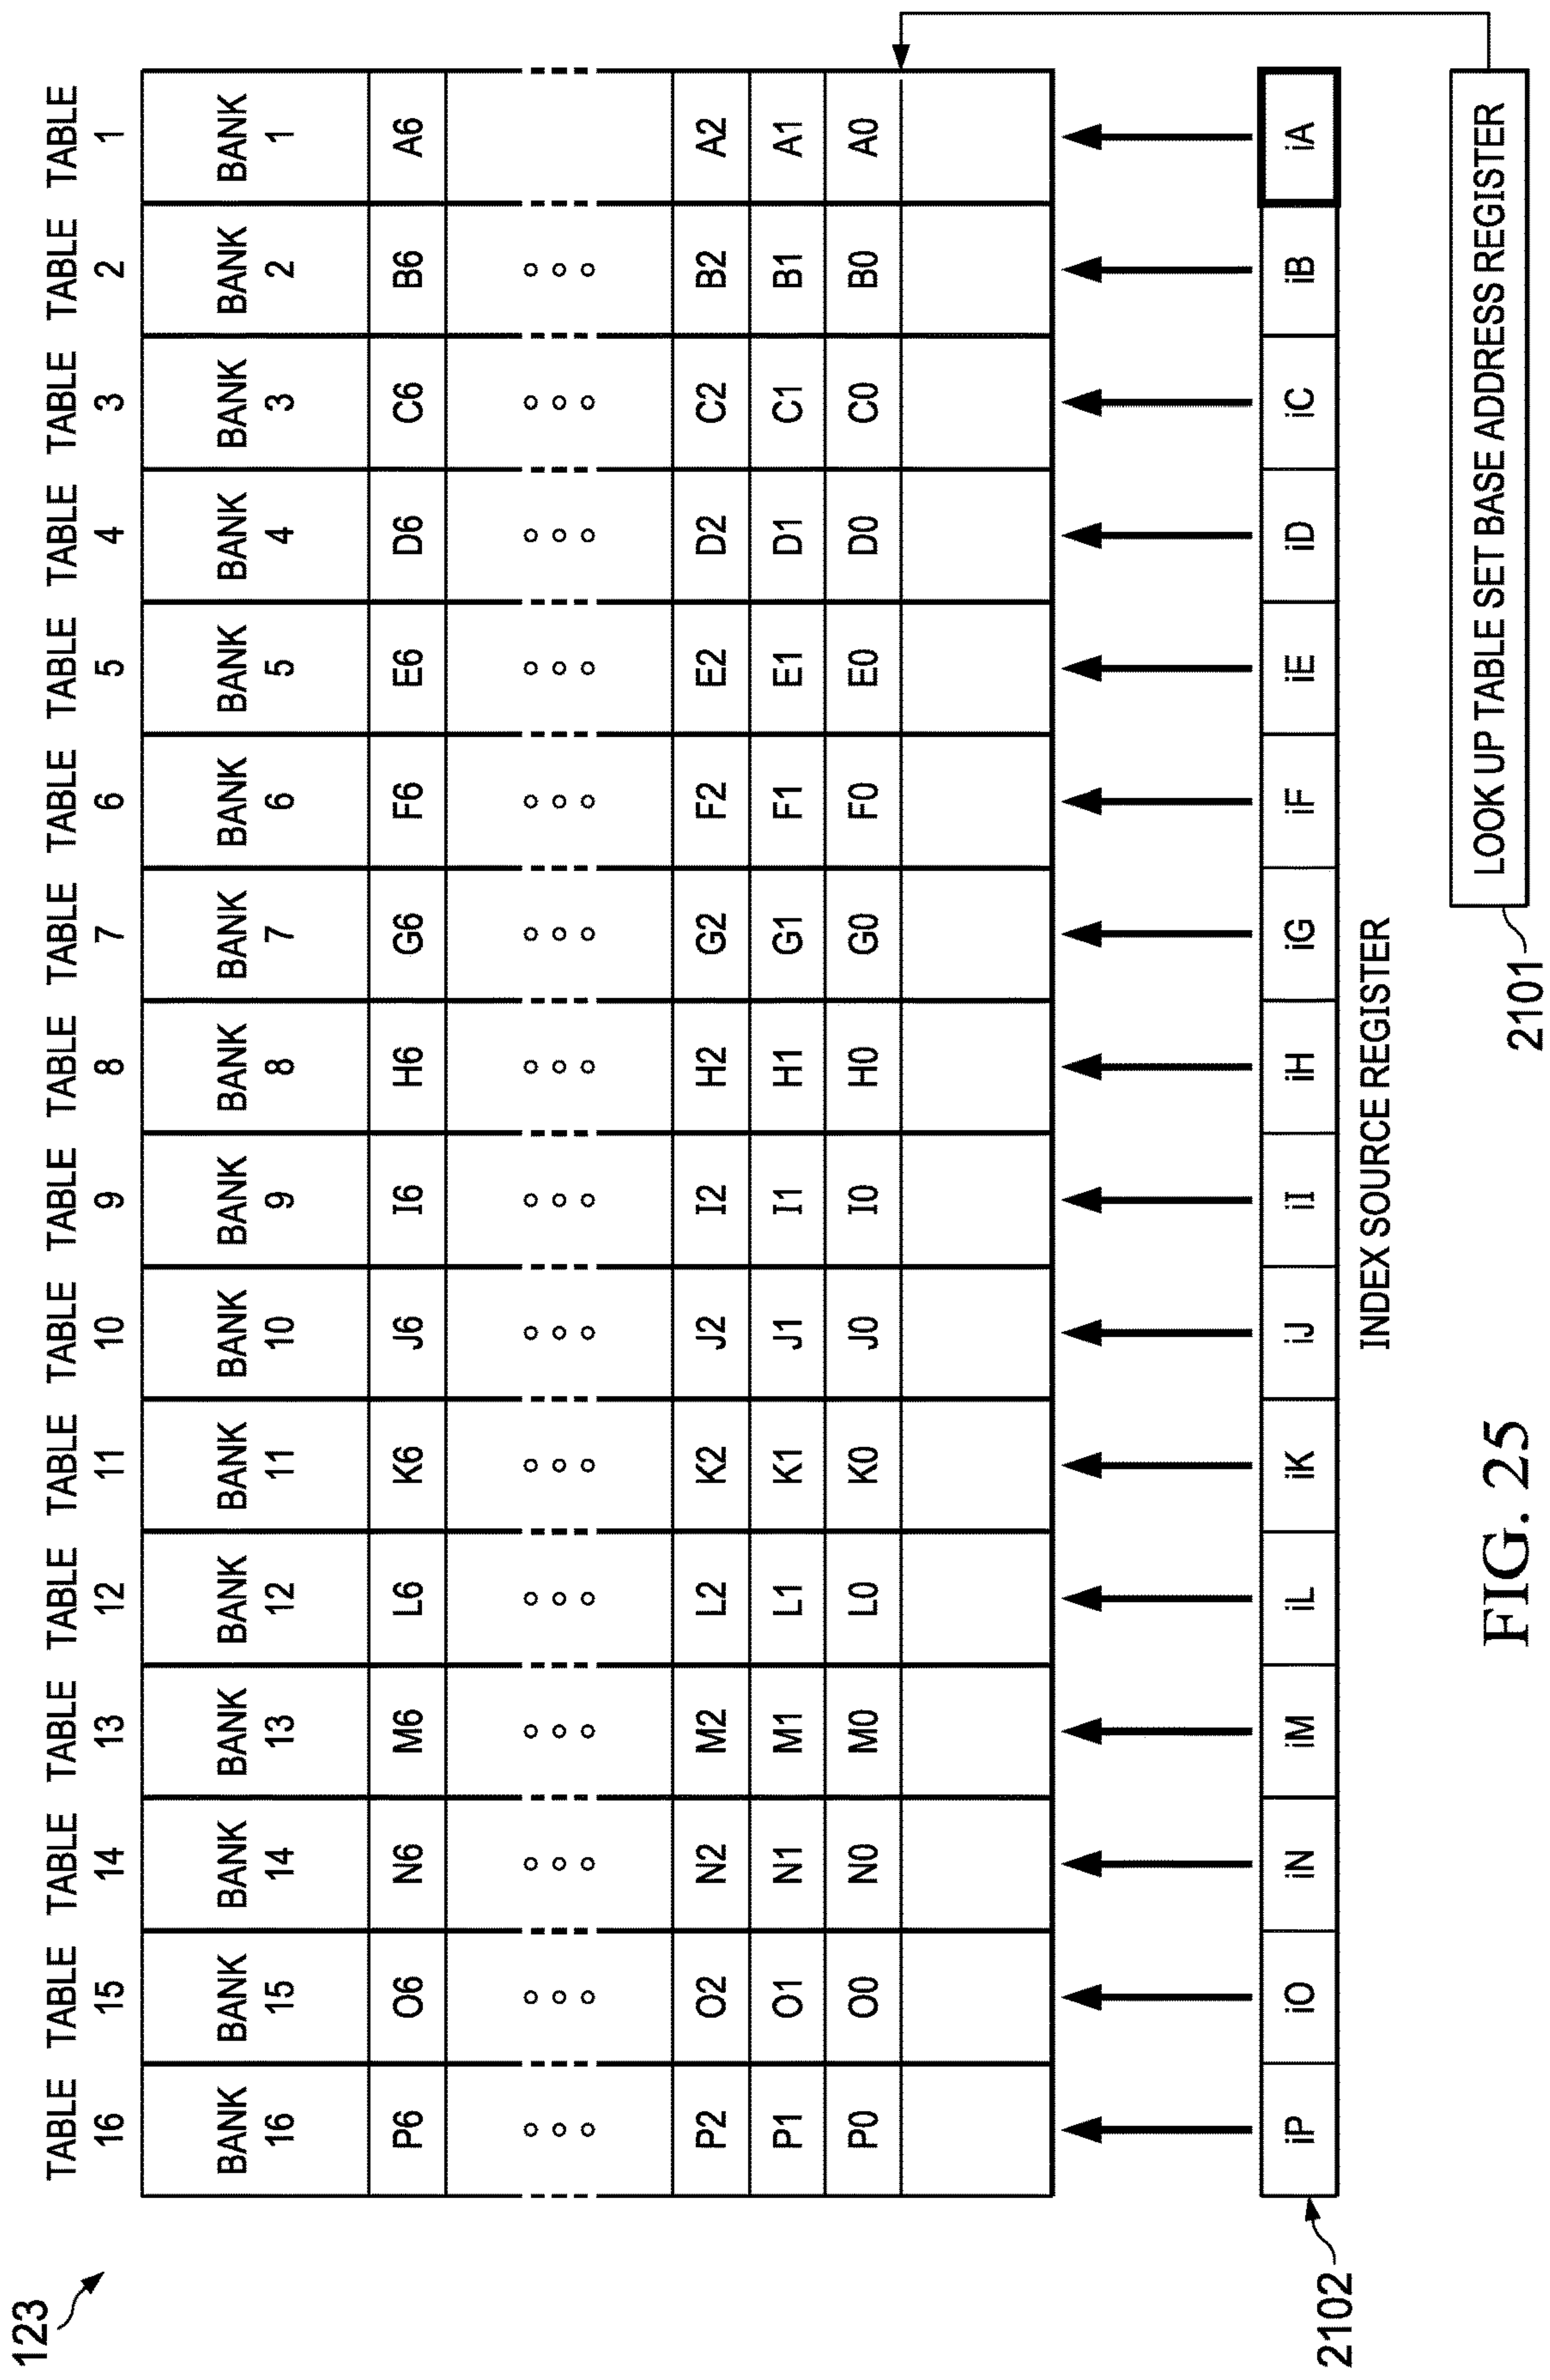 123
TABLE TABLE TABLE TABLE TABLE TABLE TABLE TABLE TABLE TABLE TABLE TABLE TABLE TABLE TABLE TABLE
16 15 14 13 12 11 10 9 8 7 6 5 4 3 2 1
BANK BANK BANK BANK BANK BANK BANK BANK BANK BANK BANK BANK BANK BANK BANK BANK
16 15 14 13 12 11 10 9 8 7 6 5 4 3 2 1
P6 O6 N6 M6 L6 K6 J6 I6 H6 G6 F6 E6 D6 C6 B6 A6
P2 O2 N2 M2 L2 K2 J2 I2 H2 G2 F2 E2 D2 C2 B2 A2
P1 O1 N1 M1 L1 K1 J1 I1 H1 G1 F1 E1 D1 C1 B1 A1
P0 O0 N0 M0 L0 K0 J0 I0 H0 G0 F0 E0 D0 C0 B0 A0
iP iO iN iM iL iK iJ iI iH iG iF iE iD iC iB iA
2102
INDEX SOURCE REGISTER
LOOK UP TABLE SET BASE ADDRESS REGISTER
2101
FIG. 25